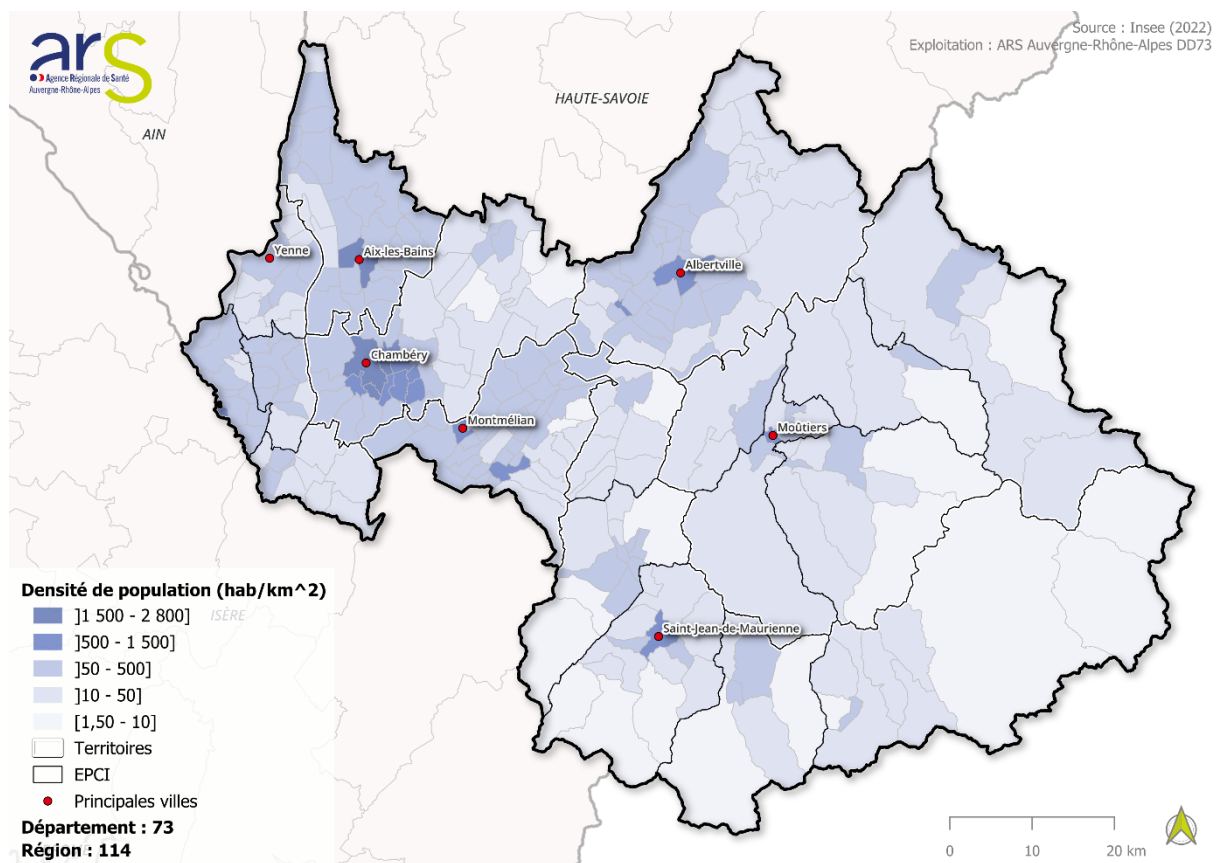 Source : Insee (2022)
Exploitation : ARS Auvergne-Rhône-Alpes DD73
ars
Agence Régionale de Santé
Auvergne-Rhône-Alpes
HAUTE-SAVOIE
AIN
Yenne
Aix-les-Bains
Albertville
Chambéry
Montmélian
Moûtiers
Saint-Jean-de-Maurienne
Densité de population (hab/km^2)
]1 500 - 2 800]
ISÈRE
]500 - 1 500]
]50 - 500]
]10 - 50]
[1,50 - 10]
Territoires
EPCI
Principales villes
Département : 73
Région : 114
0 10 20 km